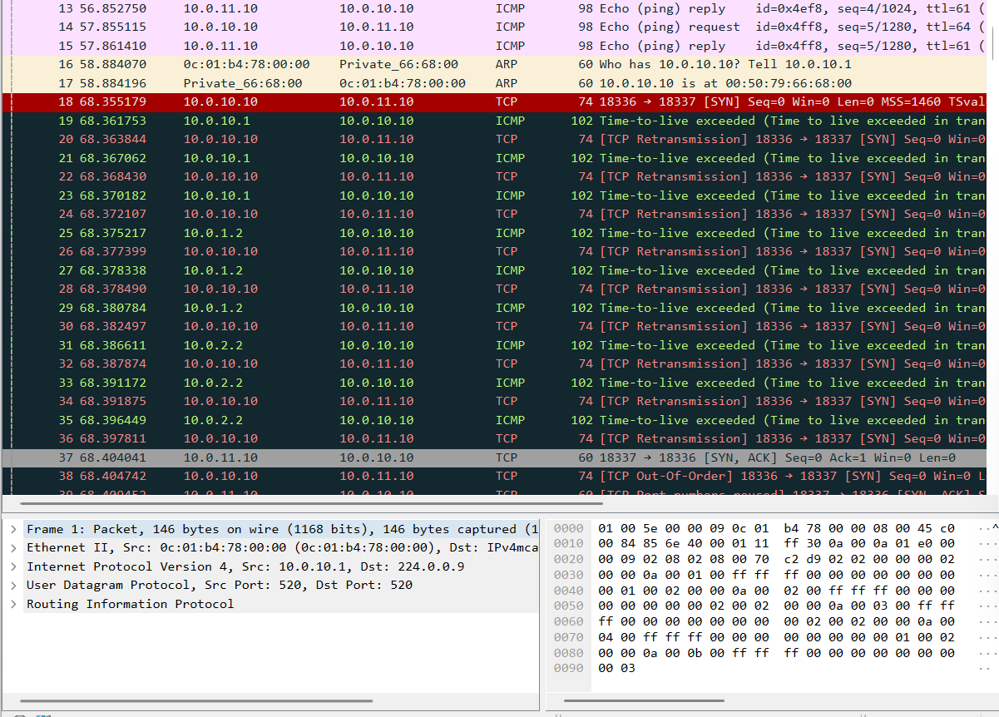 13 56.852750 10.0.11.10 10.0.10.10 ICMP 98 Echo (ping) reply id=0x4ef8, seq=4/1024, ttl=61 (
14 57.855115 10.0.10.10 10.0.11.10 ICMP 98 Echo (ping) request id=0x4ff8, seq=5/1280, ttl=64 (
15 57.861410 10.0.11.10 10.0.10.10 ICMP 98 Echo (ping) reply id=0x4ff8, seq=5/1280, ttl=61 (
16 58.884070 0c:01:b4:78:00:00 Private_66:68:00 ARP 60 Who has 10.0.10.10? Tell 10.0.10.1
17 58.884196 Private_66:68:00 0c:01:b4:78:00:00 ARP 60 10.0.10.10 is at 00:50:79:66:68:00
18 68.355179 10.0.10.10 10.0.11.10 TCP 74 18336 → 18337 [SYN] Seq=0 Win=0 Len=0 MSS=1460 TSval
19 68.361753 10.0.10.1 10.0.10.10 ICMP 102 Time-to-live exceeded (Time to live exceeded in tran
20 68.363844 10.0.10.10 10.0.11.10 TCP 74 [TCP Retransmission] 18336 → 18337 [SYN] Seq=0 Win=0
21 68.367062 10.0.10.1 10.0.10.10 ICMP 102 Time-to-live exceeded (Time to live exceeded in tran
22 68.368430 10.0.10.10 10.0.11.10 TCP 74 [TCP Retransmission] 18336 → 18337 [SYN] Seq=0 Win=0
23 68.370182 10.0.10.1 10.0.10.10 ICMP 102 Time-to-live exceeded (Time to live exceeded in tran
24 68.372107 10.0.10.10 10.0.11.10 TCP 74 [TCP Retransmission] 18336 → 18337 [SYN] Seq=0 Win=0
25 68.375217 10.0.1.2 10.0.10.10 ICMP 102 Time-to-live exceeded (Time to live exceeded in tran
26 68.377399 10.0.10.10 10.0.11.10 TCP 74 [TCP Retransmission] 18336 → 18337 [SYN] Seq=0 Win=0
27 68.378338 10.0.1.2 10.0.10.10 ICMP 102 Time-to-live exceeded (Time to live exceeded in tran
28 68.378490 10.0.10.10 10.0.11.10 TCP 74 [TCP Retransmission] 18336 → 18337 [SYN] Seq=0 Win=0
29 68.380784 10.0.1.2 10.0.10.10 ICMP 102 Time-to-live exceeded (Time to live exceeded in tran
30 68.382497 10.0.10.10 10.0.11.10 TCP 74 [TCP Retransmission] 18336 → 18337 [SYN] Seq=0 Win=0
31 68.386611 10.0.2.2 10.0.10.10 ICMP 102 Time-to-live exceeded (Time to live exceeded in tran
32 68.387874 10.0.10.10 10.0.11.10 TCP 74 [TCP Retransmission] 18336 → 18337 [SYN] Seq=0 Win=0
33 68.391172 10.0.2.2 10.0.10.10 ICMP 102 Time-to-live exceeded (Time to live exceeded in tran
34 68.391875 10.0.10.10 10.0.11.10 TCP 74 [TCP Retransmission] 18336 → 18337 [SYN] Seq=0 Win=0
35 68.396449 10.0.2.2 10.0.10.10 ICMP 102 Time-to-live exceeded (Time to live exceeded in tran
36 68.397811 10.0.10.10 10.0.11.10 TCP 74 [TCP Retransmission] 18336 → 18337 [SYN] Seq=0 Win=0
37 68.404041 10.0.11.10 10.0.10.10 TCP 60 18337 → 18336 [SYN, ACK] Seq=0 Ack=1 Win=0 Len=0
38 68.404742 10.0.10.10 10.0.11.10 TCP 74 [TCP Out-Of-Order] 18336 → 18337 [SYN] Seq=0 Win=0 L
39 68.409452 10.0.11.10 10.0.10.10 TCP 60 [TCP Port numbers reused] 18337 → 18336 [SYN, ACK] S
Frame 1: Packet, 146 bytes on wire (1168 bits), 146 bytes captured (1
Ethernet II, Src: 0c:01:b4:78:00:00 (0c:01:b4:78:00:00), Dst: IPv4mca
Internet Protocol Version 4, Src: 10.0.10.1, Dst: 224.0.0.9
User Datagram Protocol, Src Port: 520, Dst Port: 520
Routing Information Protocol
0000 01 00 5e 00 00 09 0c 01 b4 78 00 00 08 00 45 c0 ··^
0010 00 84 85 6e 40 00 01 11 ff 30 0a 00 0a 01 e0 00 ···
0020 00 09 02 08 02 08 00 70 c2 d9 02 02 00 00 00 02 ···
0030 00 00 0a 00 01 00 ff ff ff 00 00 00 00 00 00 00 ···
0040 00 01 00 02 00 00 0a 00 02 00 ff ff ff 00 00 00 ···
0050 00 00 00 00 00 02 00 02 00 00 0a 00 03 00 ff ff ···
0060 ff 00 00 00 00 00 00 00 00 02 00 02 00 00 0a 00 ···
0070 04 00 ff ff ff 00 00 00 00 00 00 00 00 01 00 02 ···
0080 00 00 0a 00 0b 00 ff ff ff 00 00 00 00 00 00 00 ···
0090 00 03 ··